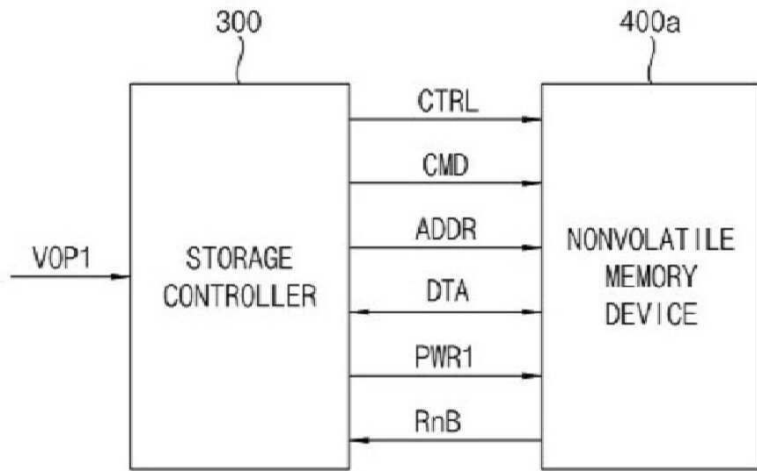 300
400a
CTRL
CMD
ADDR
DTA
PWR1
RnB
VOP1
STORAGE
CONTROLLER
NONVOLATILE
MEMORY
DEVICE